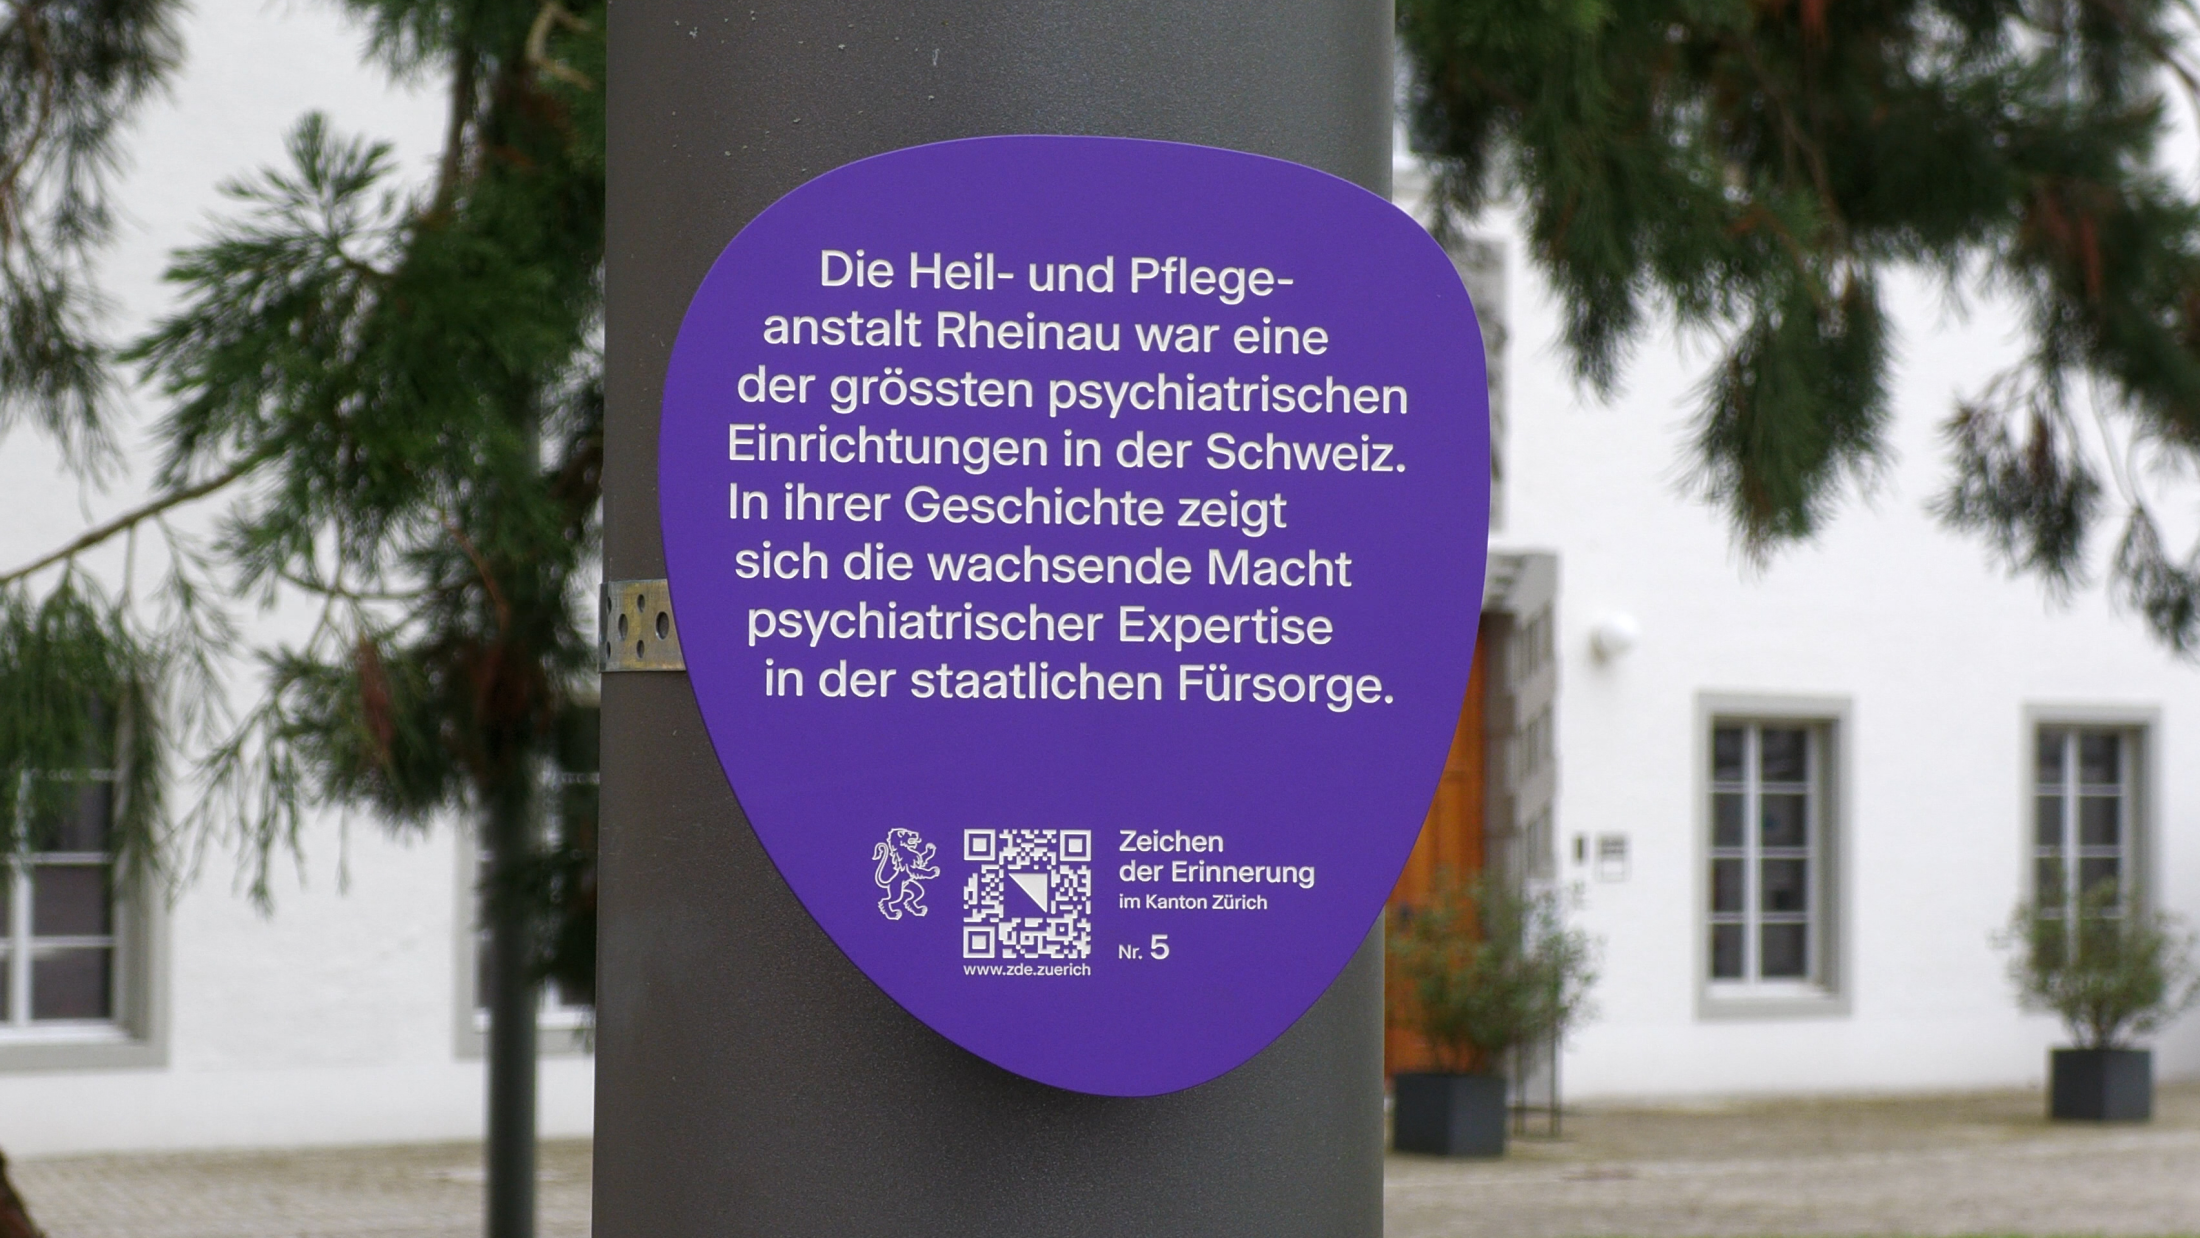 Die Heil- und Pflege-
anstalt Rheinau war eine
der grössten psychiatrischen
Einrichtungen in der Schweiz.
In ihrer Geschichte zeigt
sich die wachsende Macht
psychiatrischer Expertise
in der staatlichen Fürsorge.
Zeichen
der Erinnerung
im Kanton Zürich
Nr. 5
www.zde.zuerich